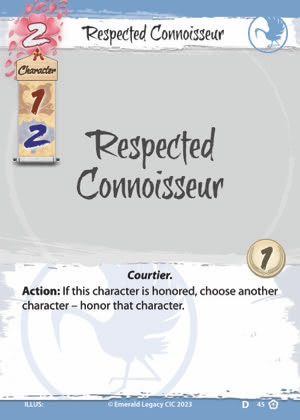 2
Respected Connoisseur
Character
1
2
Respected
Connoisseur
1
Courtier.
Action: If this character is honored, choose another
character – honor that character.
ILLUS:
© Emerald Legacy CIC 2023
D 45